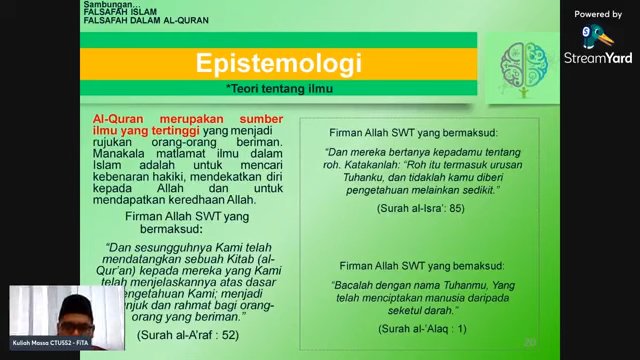 Sambungan...
FALSAFAH ISLAM
FALSAFAH DALAM AL-QURAN
Powered by
StreamYard
Epistemologi
*Teori tentang ilmu
Al-Quran merupakan sumber
ilmu yang tertinggi yang menjadi
rujukan orang-orang beriman.
Manakala matlamat ilmu dalam
Islam adalah untuk mencari
kebenaran hakiki, mendekatkan diri
kepada Allah dan untuk
mendapatkan keredhaan Allah.
Firman Allah SWT yang
bermaksud:
"Dan sesungguhnya Kami telah
mendatangkan sebuah Kitab (al-
Qur'an) kepada mereka yang Kami
telah menjelaskannya atas dasar
pengetahuan Kami; menjadi
dan rahmat bagi orang-
orang yang beriman."
(Surah al-A'raf : 52)
Firman Allah SWT yang bermaksud:
"Dan mereka bertanya kepadamu tentang
roh. Katakanlah: "Roh itu termasuk urusan
Tuhanku, dan tidaklah kamu diberi
pengetahuan melainkan sedikit."
(Surah al-Isra': 85)
Firman Allah SWT yang bemaksud:
"Bacalah dengan nama Tuhanmu, Yang
telah menciptakan manusia daripada
seketul darah."
(Surah al-'Alaq : 1)
20
Kuliah Massa CTU552 - FiTA